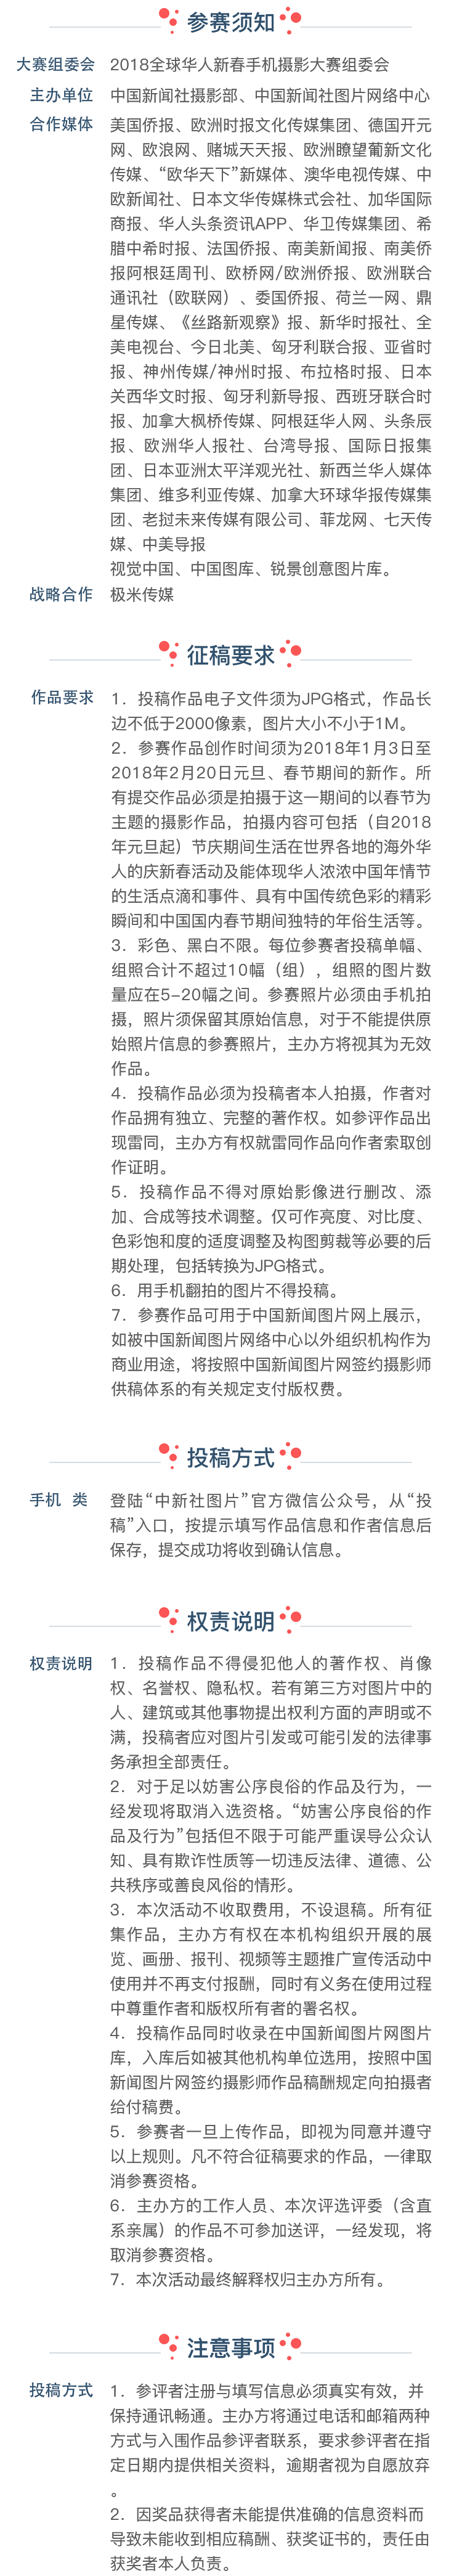 参赛须知
大赛组委会 2018全球华人新春手机摄影大赛组委会
主办单位 中国新闻社摄影部、中国新闻社图片网络中心
合作媒体 美国侨报、欧洲时报文化传媒集团、德国开元
网、欧浪网、赌城天天报、欧洲瞭望葡新文化
传媒、“欧华天下”新媒体、澳华电视传媒、中
欧新闻社、日本文华传媒株式会社、加华国际
商报、华人头条资讯APP、华卫传媒集团、希
腊中希时报、法国侨报、南美新闻报、南美侨
报阿根廷周刊、欧桥网/欧洲侨报、欧洲联合
通讯社（欧联网）、委国侨报、荷兰一网、鼎
星传媒、《丝路新观察》报、新华时报社、全
美电视台、今日北美、匈牙利联合报、亚省时
报、神州传媒/神州时报、布拉格时报、日本
关西华文时报、匈牙利新导报、西班牙联合时
报、加拿大枫桥传媒、阿根廷华人网、头条辰
报、欧洲华人报社、台湾导报、国际日报集
团、日本亚洲太平洋观光社、新西兰华人媒体
集团、维多利亚传媒、加拿大环球华报传媒集
团、老挝未来传媒有限公司、菲龙网、七天传
媒、中美导报
视觉中国、中国图库、锐景创意图片库。
战略合作 极米传媒
征稿要求
作品要求 1．投稿作品电子文件须为JPG格式，作品长
边不低于2000像素，图片大小不小于1M。
2．参赛作品创作时间须为2018年1月3日至
2018年2月20日元旦、春节期间的新作。所
有提交作品必须是拍摄于这一期间的以春节为
主题的摄影作品，拍摄内容可包括（自2018
年元旦起）节庆期间生活在世界各地的海外华
人的庆新春活动及能体现华人浓浓中国年情节
的生活点滴和事件、具有中国传统色彩的精彩
瞬间和中国国内春节期间独特的年俗生活等。
3．彩色、黑白不限。每位参赛者投稿单幅、
组照合计不超过10幅（组），组照的图片数
量应在5-20幅之间。参赛照片必须由手机拍
摄，照片须保留其原始信息，对于不能提供原
始照片信息的参赛照片，主办方将视其为无效
作品。
4．投稿作品必须为投稿者本人拍摄，作者对
作品拥有独立、完整的著作权。如参评作品出
现雷同，主办方有权就雷同作品向作者索取创
作证明。
5．投稿作品不得对原始影像进行删改、添
加、合成等技术调整。仅可作亮度、对比度、
色彩饱和度的适度调整及构图剪裁等必要的后
期处理，包括转换为JPG格式。
6．用手机翻拍的图片不得投稿。
7．参赛作品可用于中国新闻图片网上展示，
如被中国新闻图片网络中心以外组织机构作为
商业用途，将按照中国新闻图片网签约摄影师
供稿体系的有关规定支付版权费。
投稿方式
手机 类 登陆“中新社图片”官方微信公众号，从“投
稿”入口，按提示填写作品信息和作者信息后
保存，提交成功将收到确认信息。
权责说明
权责说明 1．投稿作品不得侵犯他人的著作权、肖像
权、名誉权、隐私权。若有第三方对图片中的
人、建筑或其他事物提出权利方面的声明或不
满，投稿者应对图片引发或可能引发的法律事
务承担全部责任。
2．对于足以妨害公序良俗的作品及行为，一
经发现将取消入选资格。“妨害公序良俗的作
品及行为”包括但不限于可能严重误导公众认
知、具有欺诈性质等一切违反法律、道德、公
共秩序或善良风俗的情形。
3．本次活动不收取费用，不设退稿。所有征
集作品，主办方有权在本机构组织开展的展
览、画册、报刊、视频等主题推广宣传活动中
使用并不再支付报酬，同时有义务在使用过程
中尊重作者和版权所有者的署名权。
4．投稿作品同时收录在中国新闻图片网图片
库，入库后如被其他机构单位选用，按照中国
新闻图片网签约摄影师作品稿酬规定向拍摄者
给付稿费。
5．参赛者一旦上传作品，即视为同意并遵守
以上规则。凡不符合征稿要求的作品，一律取
消参赛资格。
6．主办方的工作人员、本次评选评委（含直
系亲属）的作品不可参加送评，一经发现，将
取消参赛资格。
7．本次活动最终解释权归主办方所有。
注意事项
投稿方式 1．参评者注册与填写信息必须真实有效，并
保持通讯畅通。主办方将通过电话和邮箱两种
方式与入围作品参评者联系，要求参评者在指
定日期内提供相关资料，逾期者视为自愿放弃
。
2．因奖品获得者未能提供准确的信息资料而
导致未能收到相应稿酬、获奖证书的，责任由
获奖者本人负责。